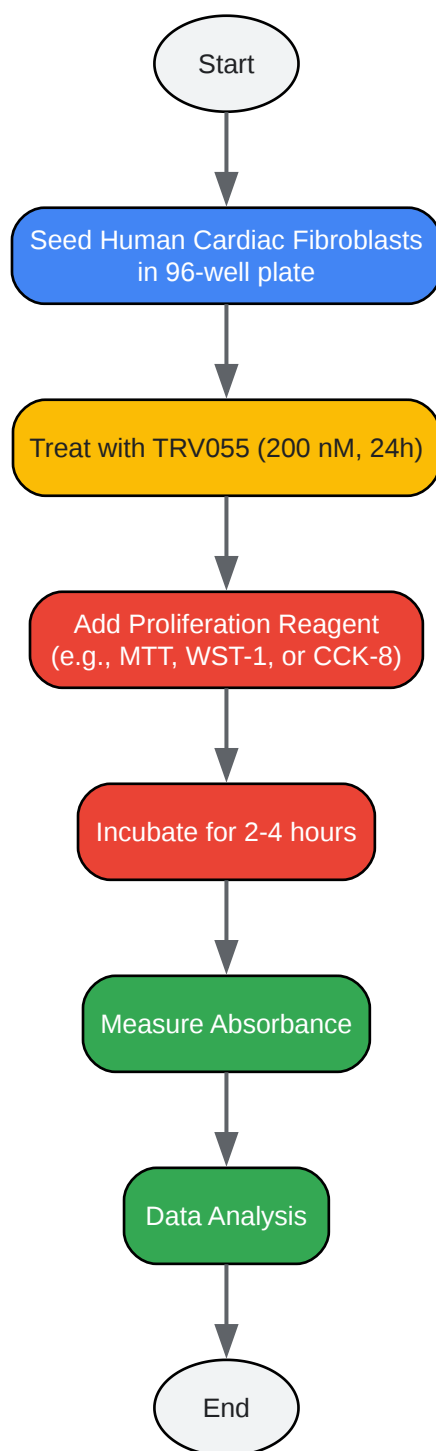 Start
Seed Human Cardiac Fibroblasts
in 96-well plate
Treat with TRV055 (200 nM, 24h)
Add Proliferation Reagent
(e.g., MTT, WST-1, or CCK-8)
Incubate for 2-4 hours
Measure Absorbance
Data Analysis
End